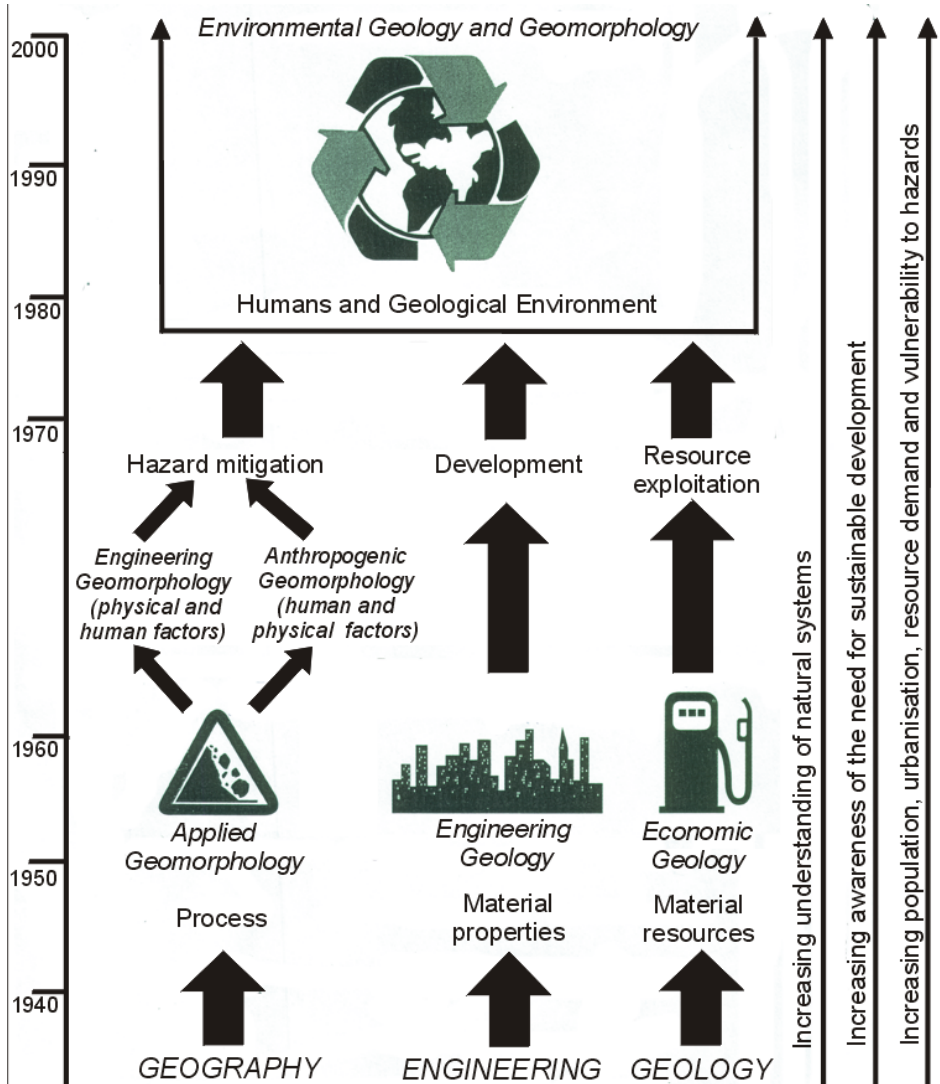 2000
Environmental Geology and Geomorphology
1990
1980
Humans and Geological Environment
1970
Hazard mitigation
Development
Resource
exploitation
Engineering
Geomorphology
(physical and
human factors)
Anthropogenic
Geomorphology
(human and
physical factors)
1960
Applied
Geomorphology
Engineering
Geology
Economic
Geology
1950
Process
Material
properties
Material
resources
1940
GEOGRAPHY
ENGINEERING
GEOLOGY
Increasing understanding of natural systems
Increasing awareness of the need for sustainable development
Increasing population, urbanisation, resource demand and vulnerability to hazards